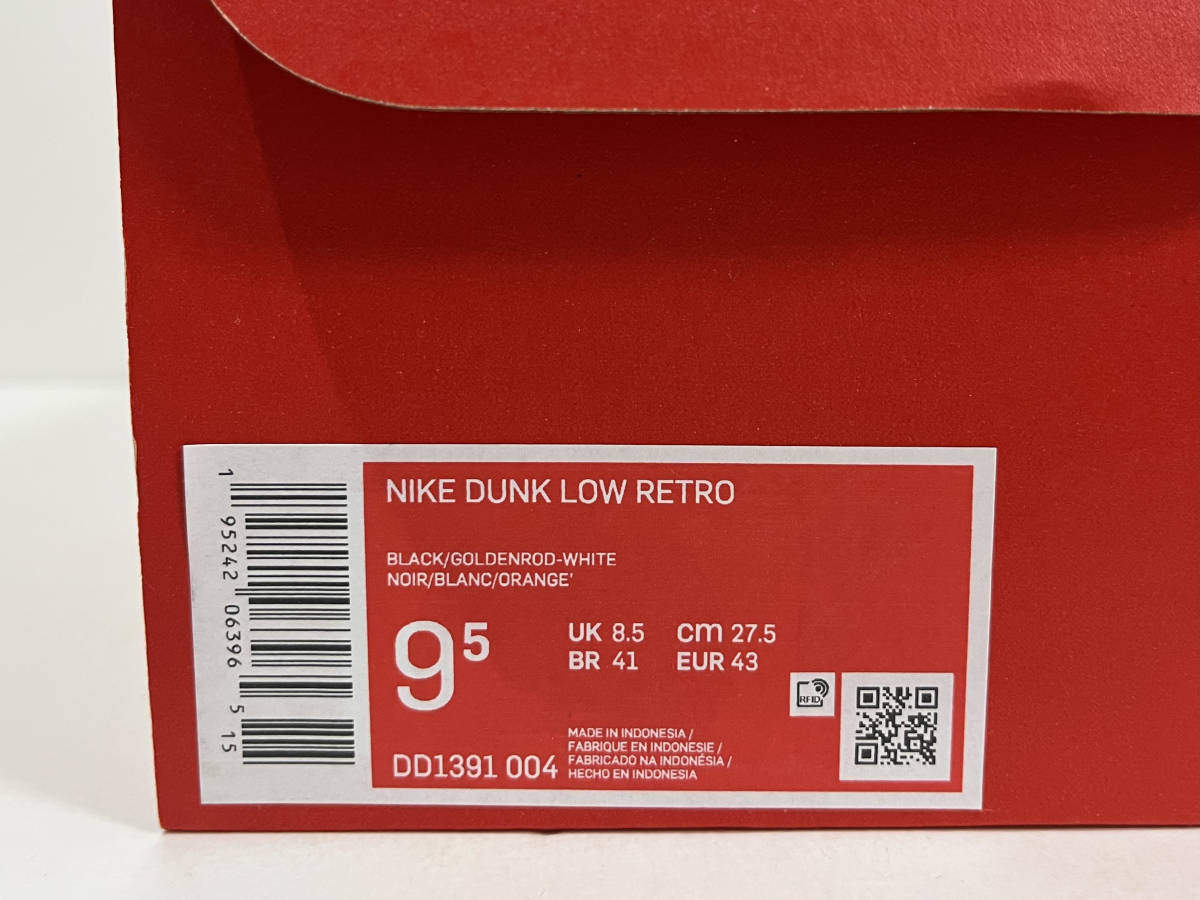 NIKE DUNK LOW RETRO
BLACK/GOLDENROD-WHITE
NOIR/BLANC/ORANGE'
9⁵
UK 8.5 cm 27.5
BR 41 EUR 43
RFID
MADE IN INDONESIA /
FABRIQUE EN INDONESIE /
FABRICADO NA INDONÉSIA /
HECHO EN INDONESIA
DD1391 004
1 95242 06396 5 15